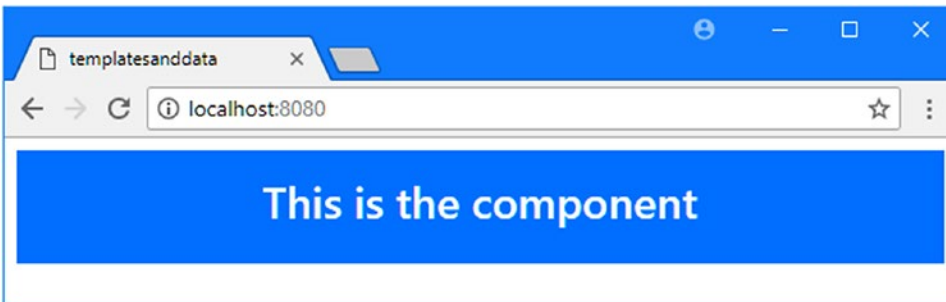 templatesanddata
localhost:8080
This is the component